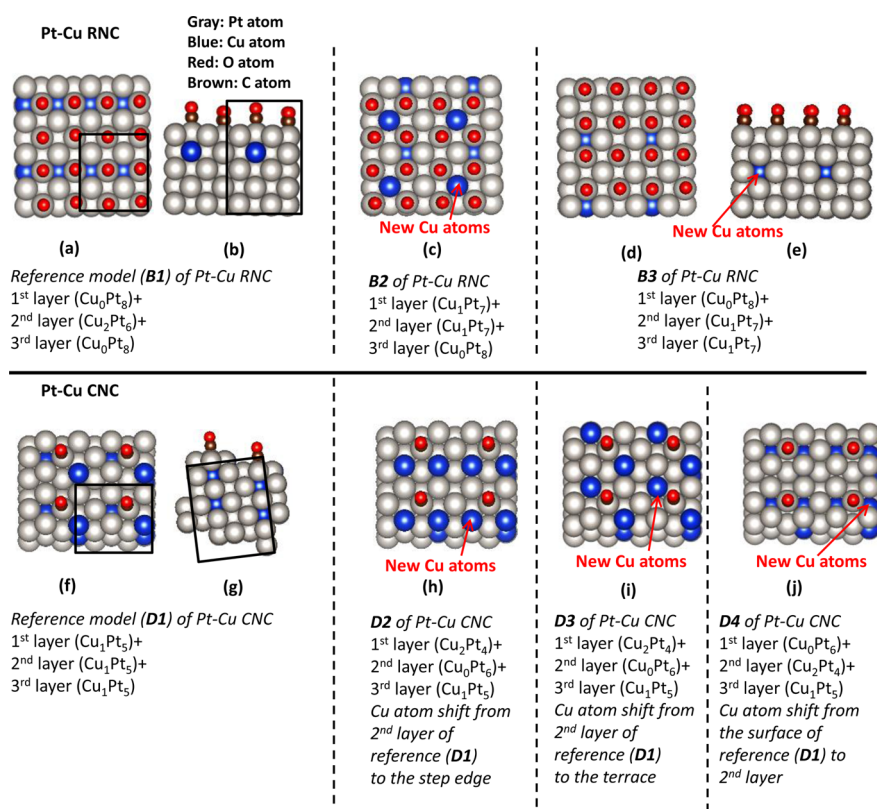 Pt-Cu RNC
Gray: Pt atom
Blue: Cu atom
Red: O atom
Brown: C atom
New Cu atoms
New Cu atoms
(a)
(b)
(c)
(d)
(e)
Reference model (B1) of Pt-Cu RNC
1st layer (Cu0Pt8)+
2nd layer (Cu2Pt6)+
3rd layer (Cu0Pt8)
B2 of Pt-Cu RNC
1st layer (Cu1Pt7)+
2nd layer (Cu1Pt7)+
3rd layer (Cu0Pt8)
B3 of Pt-Cu RNC
1st layer (Cu0Pt8)+
2nd layer (Cu1Pt7)+
3rd layer (Cu1Pt7)
Pt-Cu CNC
New Cu atoms
New Cu atoms
New Cu atoms
(f)
(g)
(h)
(i)
(j)
Reference model (D1) of Pt-Cu CNC
1st layer (Cu1Pt5)+
2nd layer (Cu1Pt5)+
3rd layer (Cu1Pt5)
D2 of Pt-Cu CNC
1st layer (Cu2Pt4)+
2nd layer (Cu0Pt6)+
3rd layer (Cu1Pt5)
Cu atom shift from
2nd layer of
reference (D1)
to the step edge
D3 of Pt-Cu CNC
1st layer (Cu2Pt4)+
2nd layer (Cu0Pt6)+
3rd layer (Cu1Pt5)
Cu atom shift from
2nd layer of
reference (D1)
to the terrace
D4 of Pt-Cu CNC
1st layer (Cu0Pt6)+
2nd layer (Cu2Pt4)+
3rd layer (Cu1Pt5)
Cu atom shift from
the surface of
reference (D1) to
2nd layer